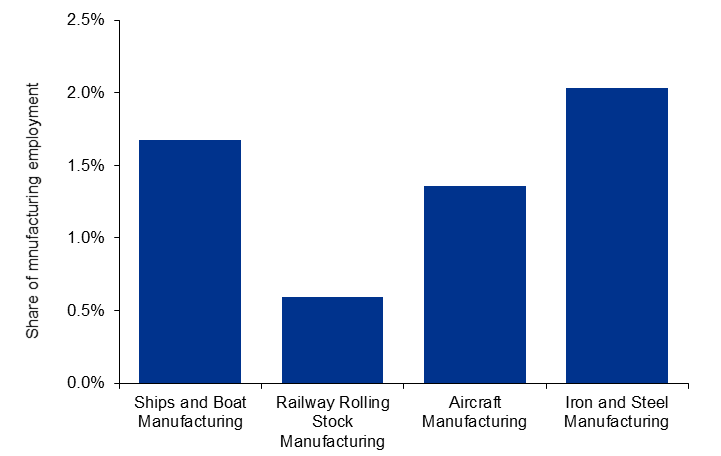 2.5%
2.0%
1.5%
1.0%
0.5%
0.0%
Share of mnufacturing employment
Ships and Boat
Manufacturing
Railway Rolling
Stock
Manufacturing
Aircraft
Manufacturing
Iron and Steel
Manufacturing